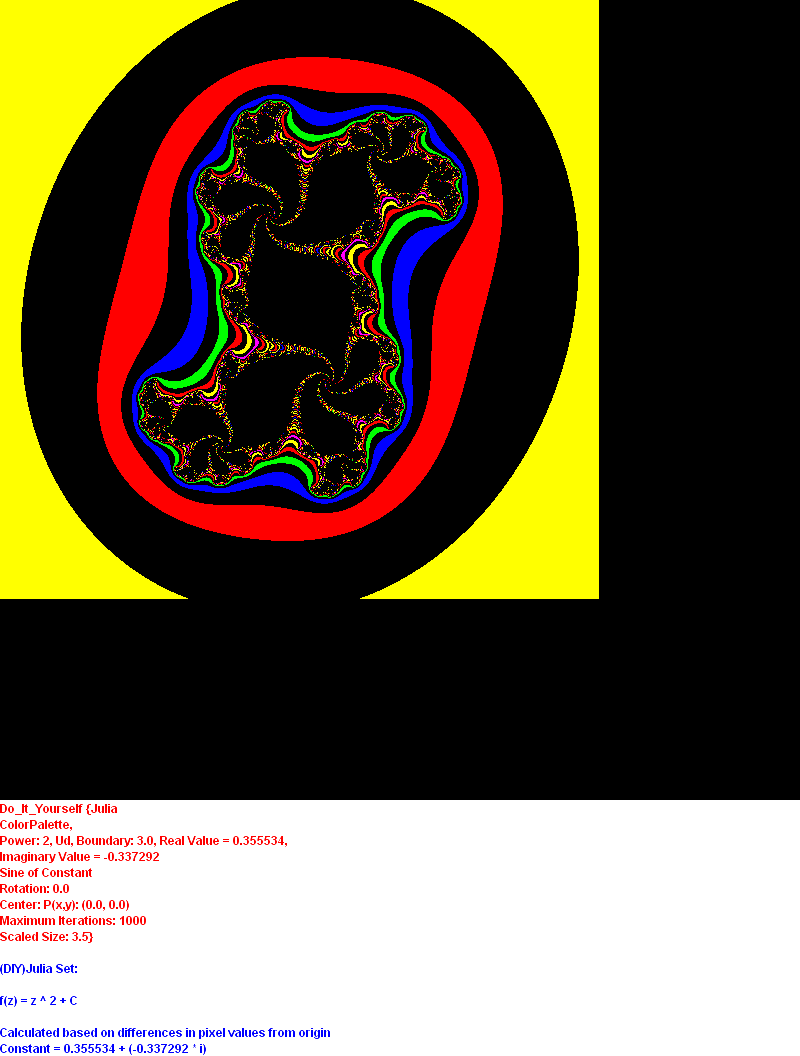 Do_It_Yourself {Julia
ColorPalette,
Power: 2, Ud, Boundary: 3.0, Real Value = 0.355534,
Imaginary Value = -0.337292
Sine of Constant
Rotation: 0.0
Center: P(x,y): (0.0, 0.0)
Maximum Iterations: 1000
Scaled Size: 3.5}
(DIY)Julia Set:
f(z) = z ^ 2 + C
Calculated based on differences in pixel values from origin
Constant = 0.355534 + (-0.337292 * i)